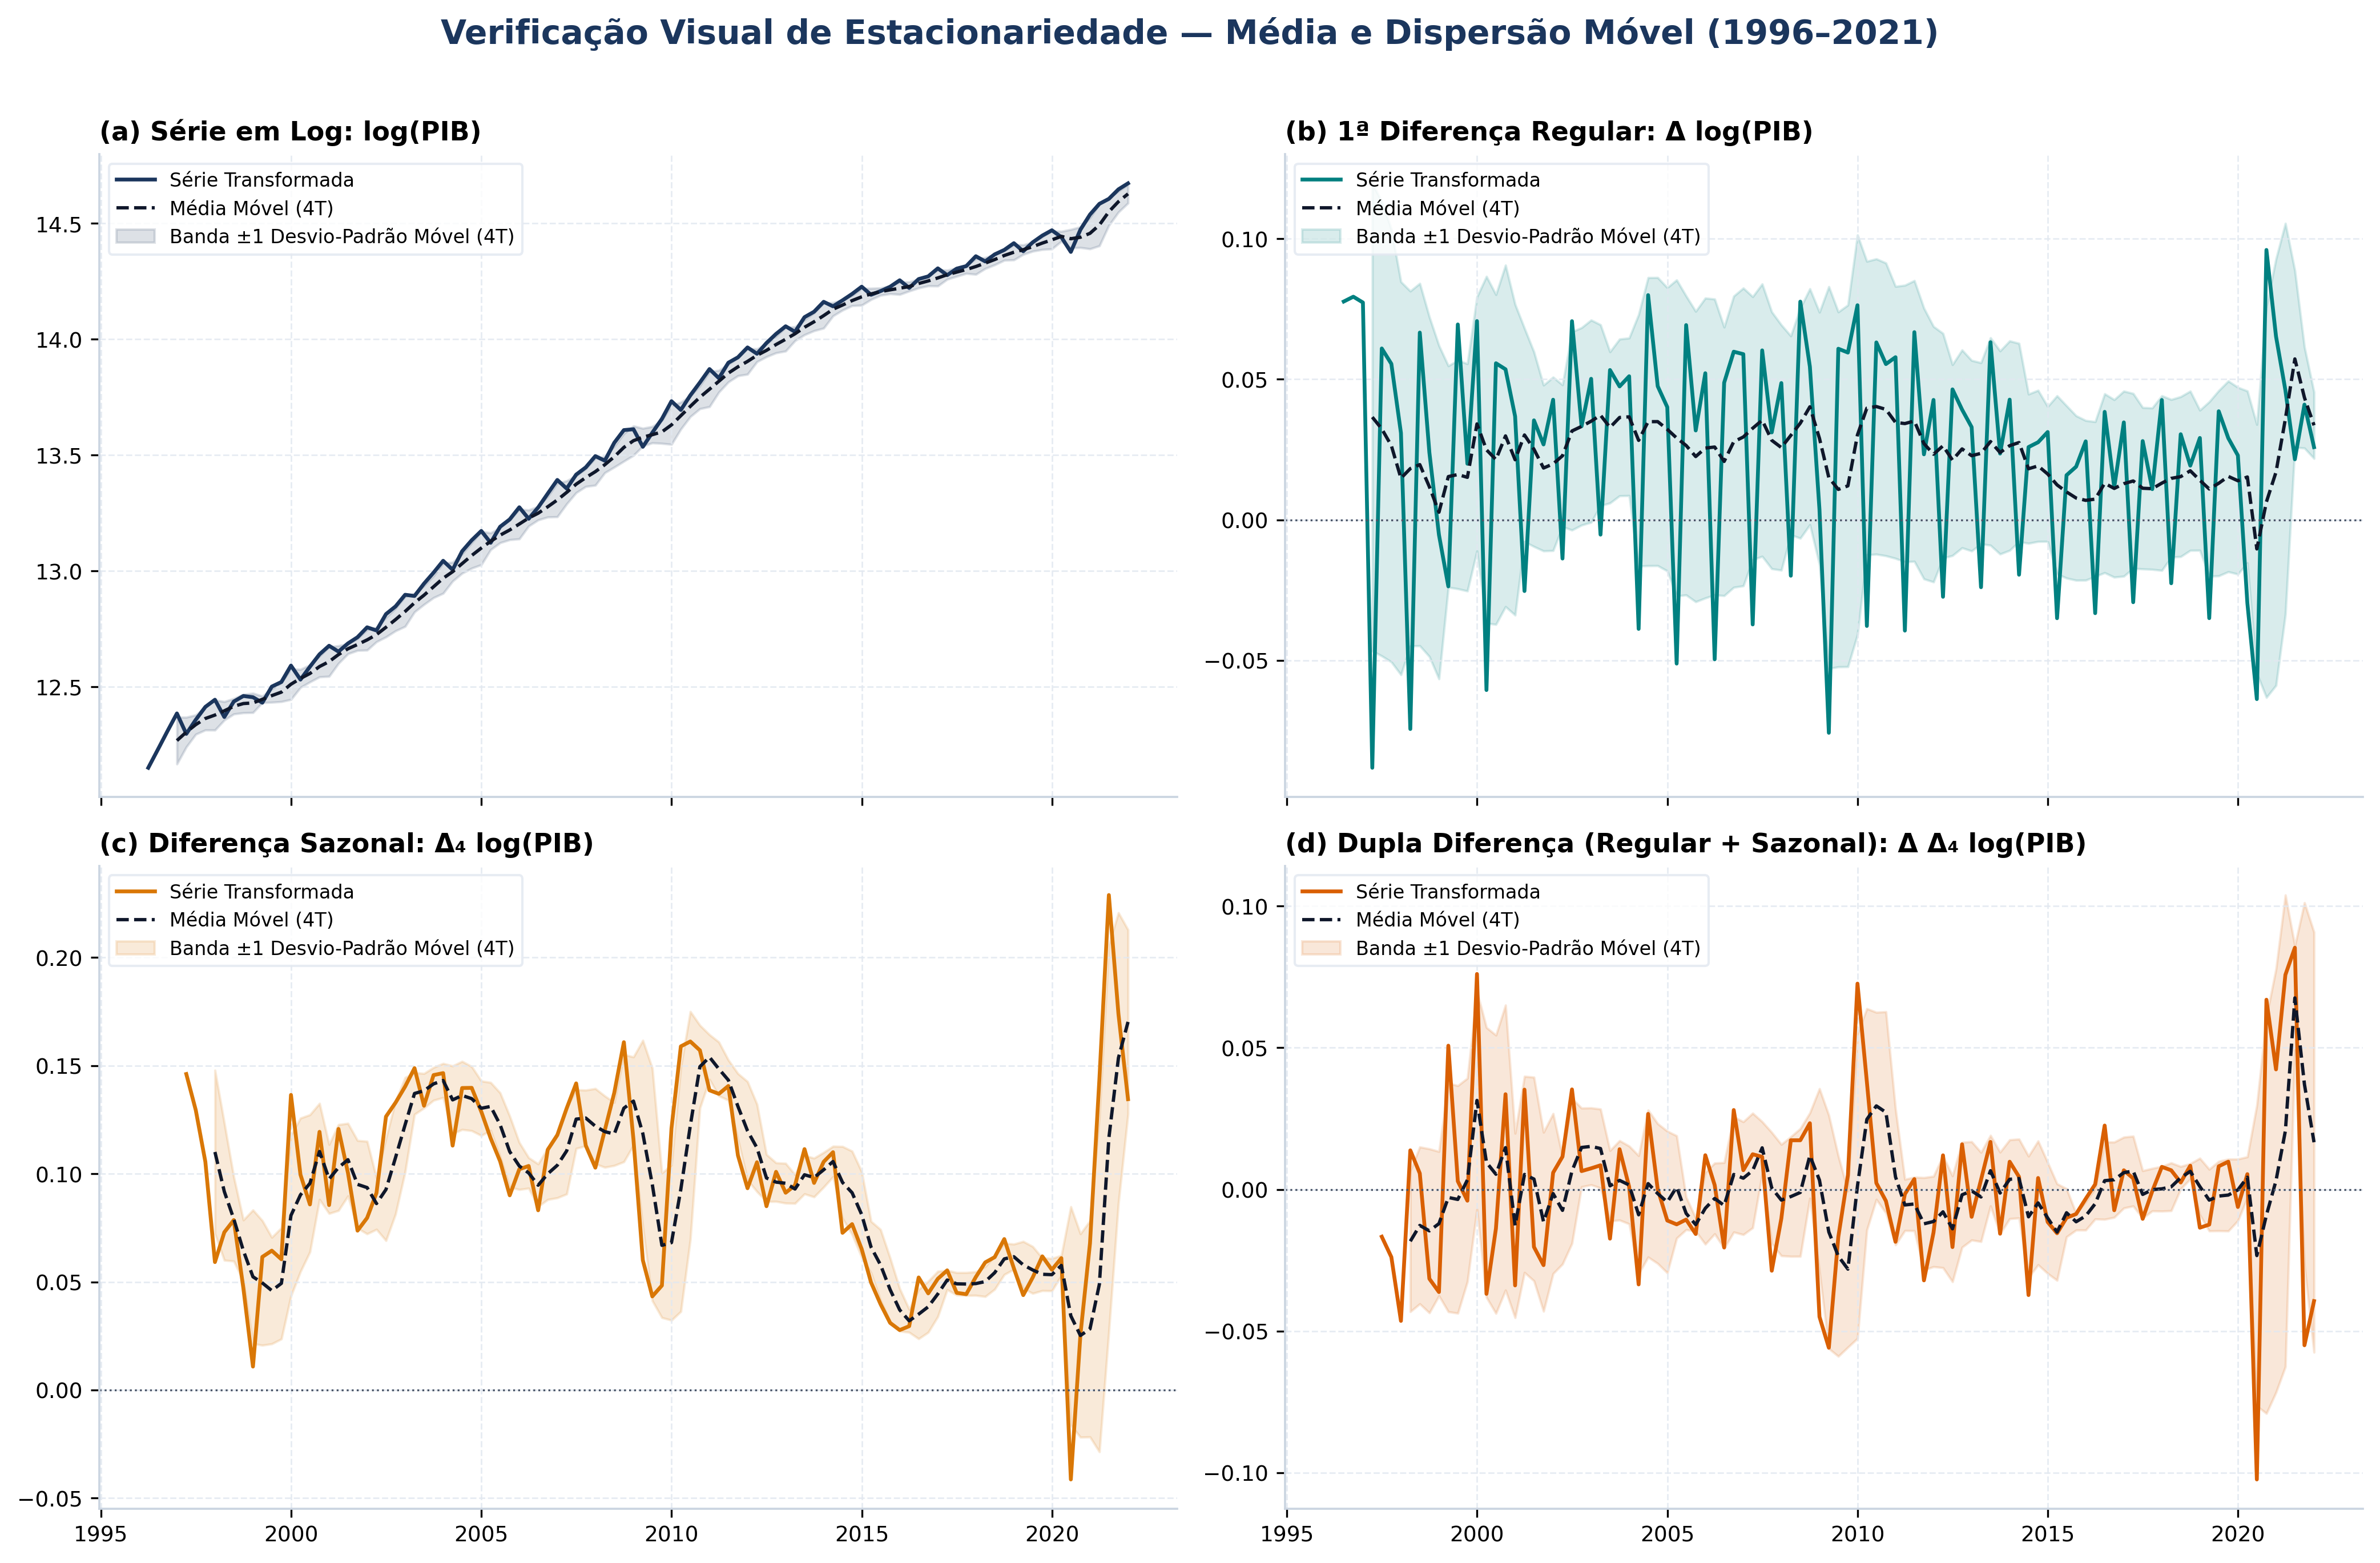 Verificação Visual de Estacionariedade — Média e Dispersão Móvel (1996–2021)
(a) Série em Log: log(PIB)
Série Transformada
Média Móvel (4T)
Banda ±1 Desvio-Padrão Móvel (4T)
14.5
14.0
13.5
13.0
12.5
(b) 1ª Diferença Regular: Δ log(PIB)
Série Transformada
Média Móvel (4T)
Banda ±1 Desvio-Padrão Móvel (4T)
0.10
0.05
0.00
−0.05
(c) Diferença Sazonal: Δ₄ log(PIB)
Série Transformada
Média Móvel (4T)
Banda ±1 Desvio-Padrão Móvel (4T)
0.20
0.15
0.10
0.05
0.00
−0.05
1995 2000 2005 2010 2015 2020
(d) Dupla Diferença (Regular + Sazonal): Δ Δ₄ log(PIB)
Série Transformada
Média Móvel (4T)
Banda ±1 Desvio-Padrão Móvel (4T)
0.10
0.05
0.00
−0.05
−0.10
1995 2000 2005 2010 2015 2020